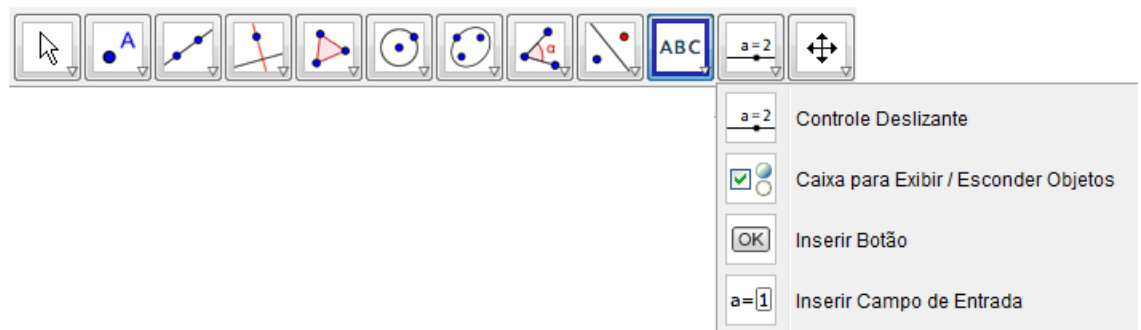 A
α
ABC
a=2
a=2
Controle Deslizante
Caixa para Exibir / Esconder Objetos
OK
Inserir Botão
a=1
Inserir Campo de Entrada